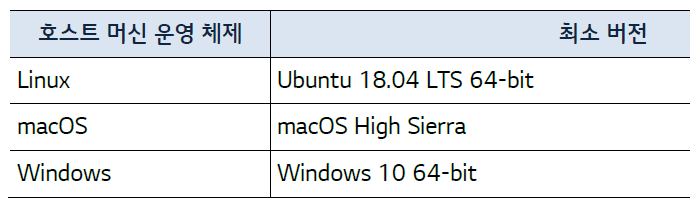 호스트 머신 운영 체제 최소 버전
Linux Ubuntu 18.04 LTS 64-bit
macOS macOS High Sierra
Windows Windows 10 64-bit